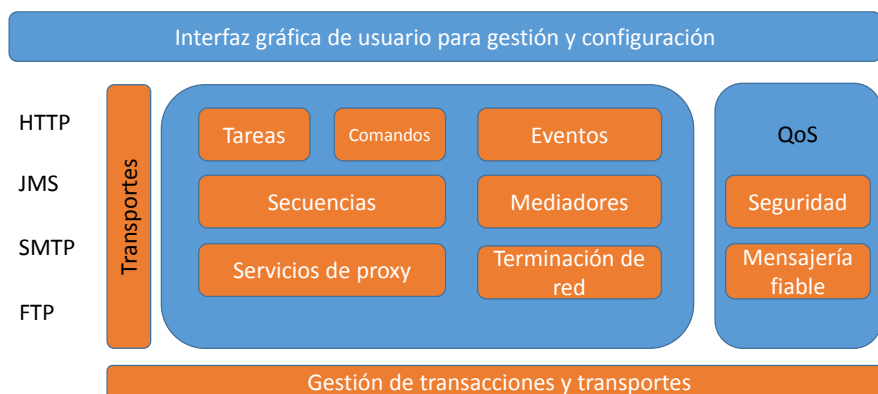 Interfaz gráfica de usuario para gestión y configuración
HTTP
JMS
SMTP
FTP
Transportes
Tareas
Comandos
Eventos
Secuencias
Mediadores
Servicios de proxy
Terminación de
red
QoS
Seguridad
Mensajería
fiable
Gestión de transacciones y transportes